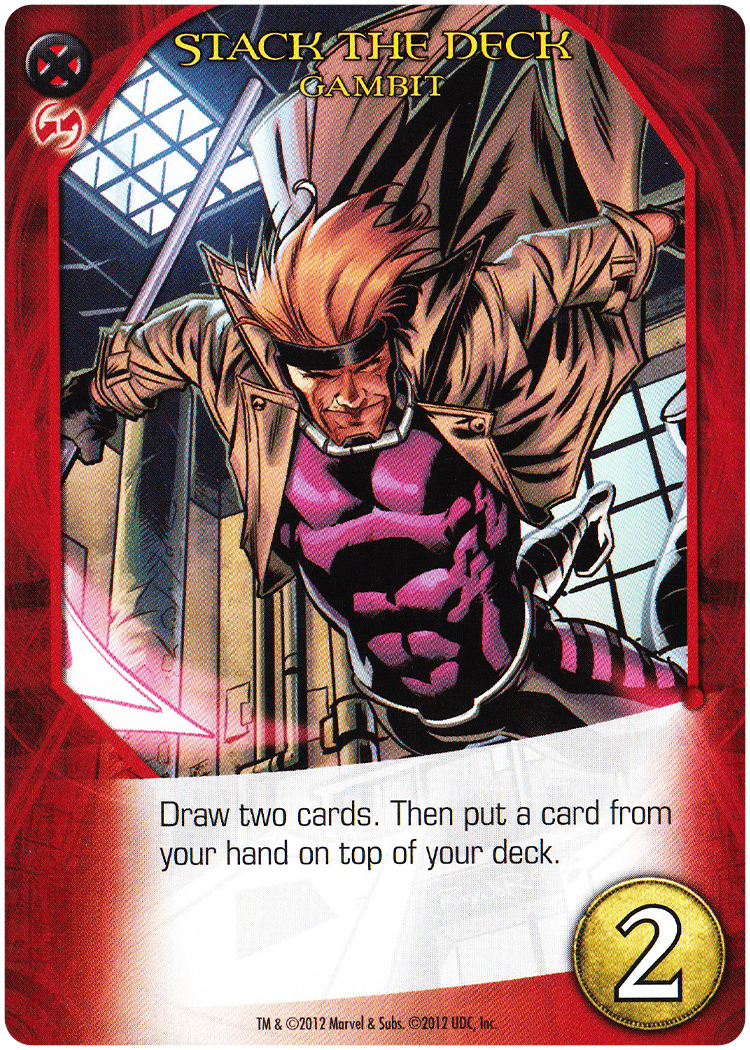 STACK THE DECK
GAMBIT
Draw two cards. Then put a card from
your hand on top of your deck.
2
TM & ©2012 Marvel & Subs. ©2012 UDC, Inc.